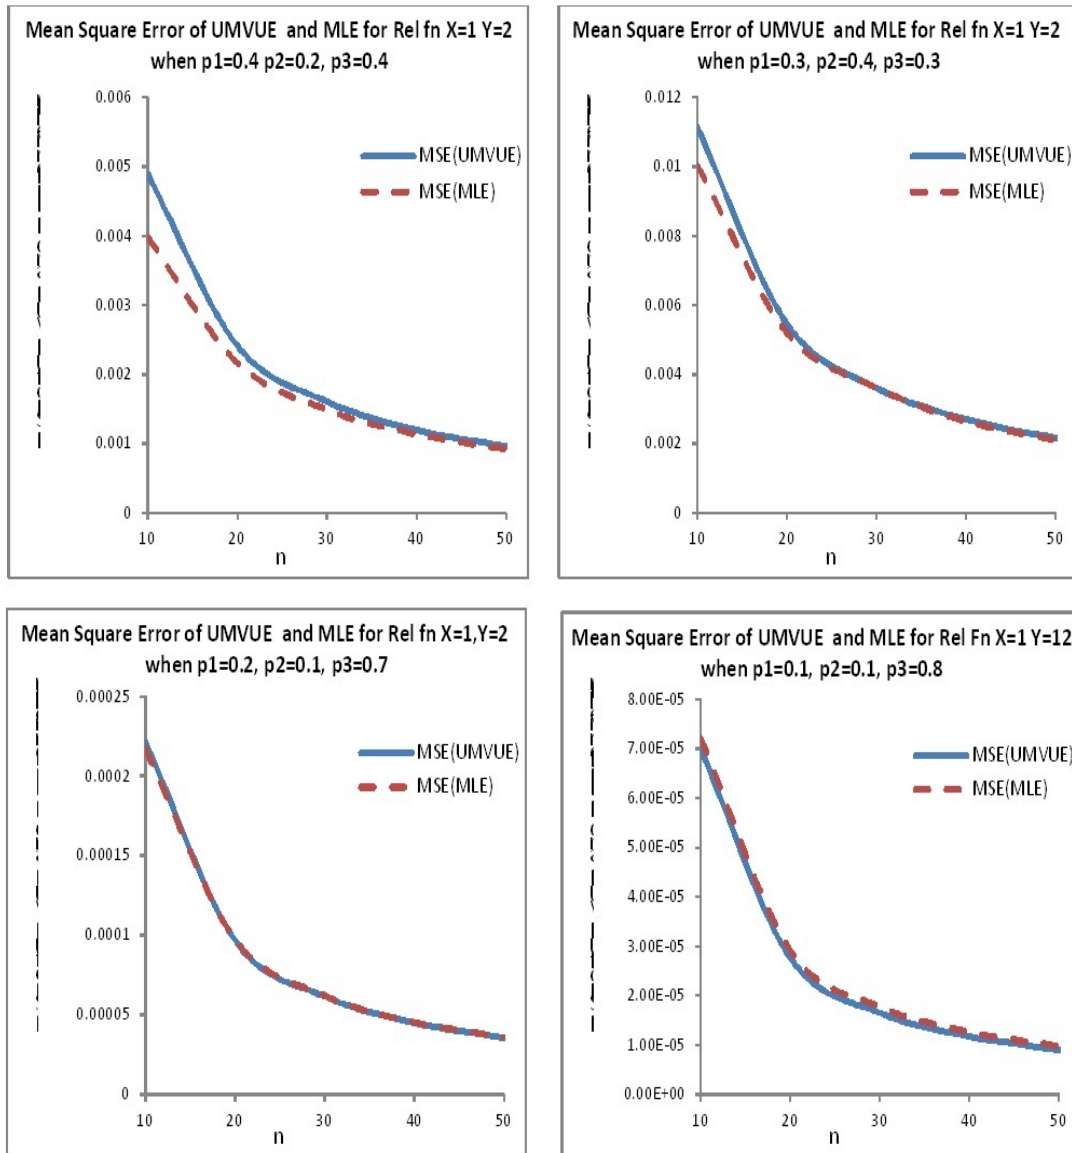 Mean Square Error of UMVUE and MLE for Rel fn X=1 Y=2
when p1=0.4 p2=0.2, p3=0.4
0.006
0.005
0.004
0.003
0.002
0.001
0
MSE(UMVUE)
MSE(MLE)
10 20 30 40 50
n
Mean Square Error of UMVUE and MLE for Rel fn X=1 Y=2
when p1=0.3, p2=0.4, p3=0.3
0.012
0.01
0.008
0.006
0.004
0.002
0
MSE(UMVUE)
MSE(MLE)
10 20 30 40 50
n
Mean Square Error of UMVUE and MLE for Rel fn X=1,Y=2
when p1=0.2, p2=0.1, p3=0.7
0.00025
0.0002
0.00015
0.0001
0.00005
0
MSE(UMVUE)
MSE(MLE)
10 20 30 40 50
n
Mean Square Error of UMVUE and MLE for Rel Fn X=1 Y=12
when p1=0.1, p2=0.1, p3=0.8
8.00E-05
7.00E-05
6.00E-05
5.00E-05
4.00E-05
3.00E-05
2.00E-05
1.00E-05
0.00E+00
MSE(UMVUE)
MSE(MLE)
10 20 30 40 50
n